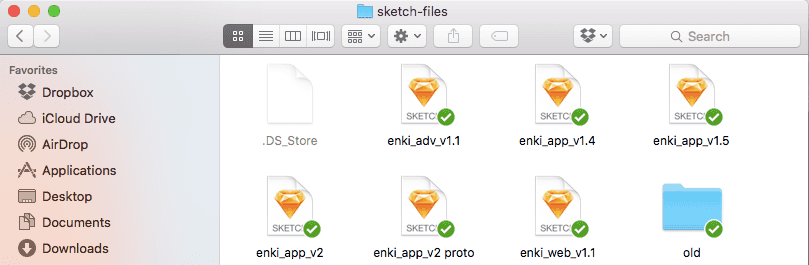 sketch-files
Search
Favorites
Dropbox
iCloud Drive
AirDrop
Applications
Desktop
Documents
Downloads
.DS_Store
SKETCH
enki_adv_v1.1
SKETCH
enki_app_v1.4
SKETCH
enki_app_v1.5
SKETCH
enki_app_v2
SKETCH
enki_app_v2 proto
SKETCH
enki_web_v1.1
old